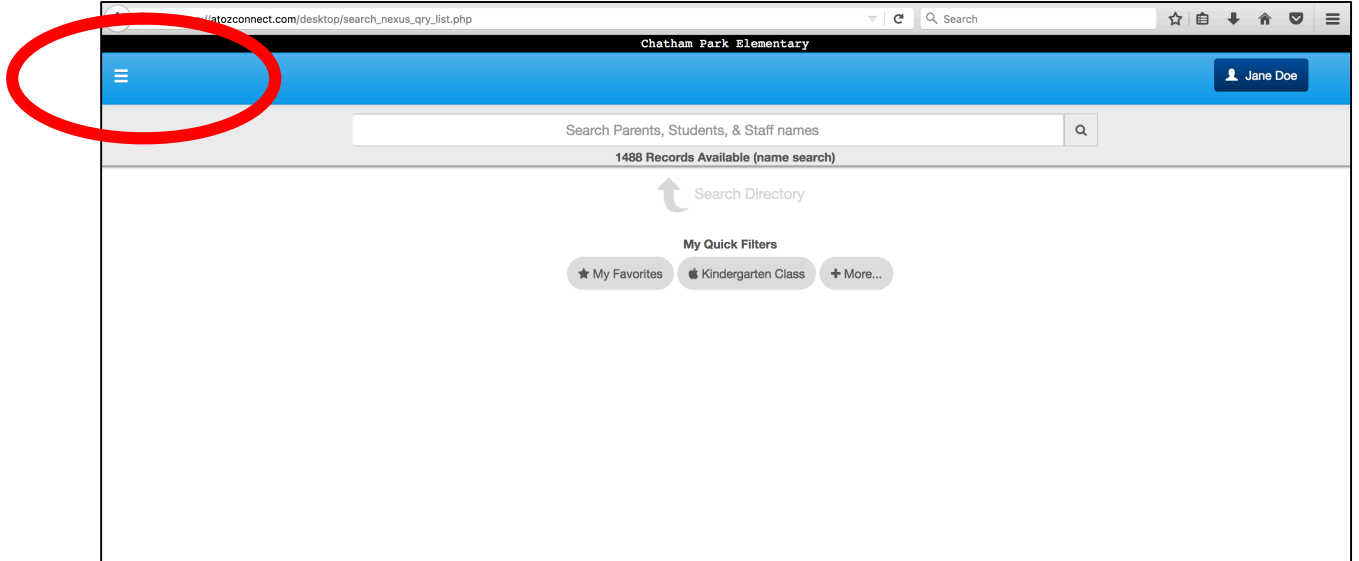 atozconnect.com/desktop/search_nexus_qry_list.php Search
Chatham Park Elementary
Jane Doe
Search Parents, Students, & Staff names
1488 Records Available (name search)
Search Directory
My Quick Filters
My Favorites Kindergarten Class More...